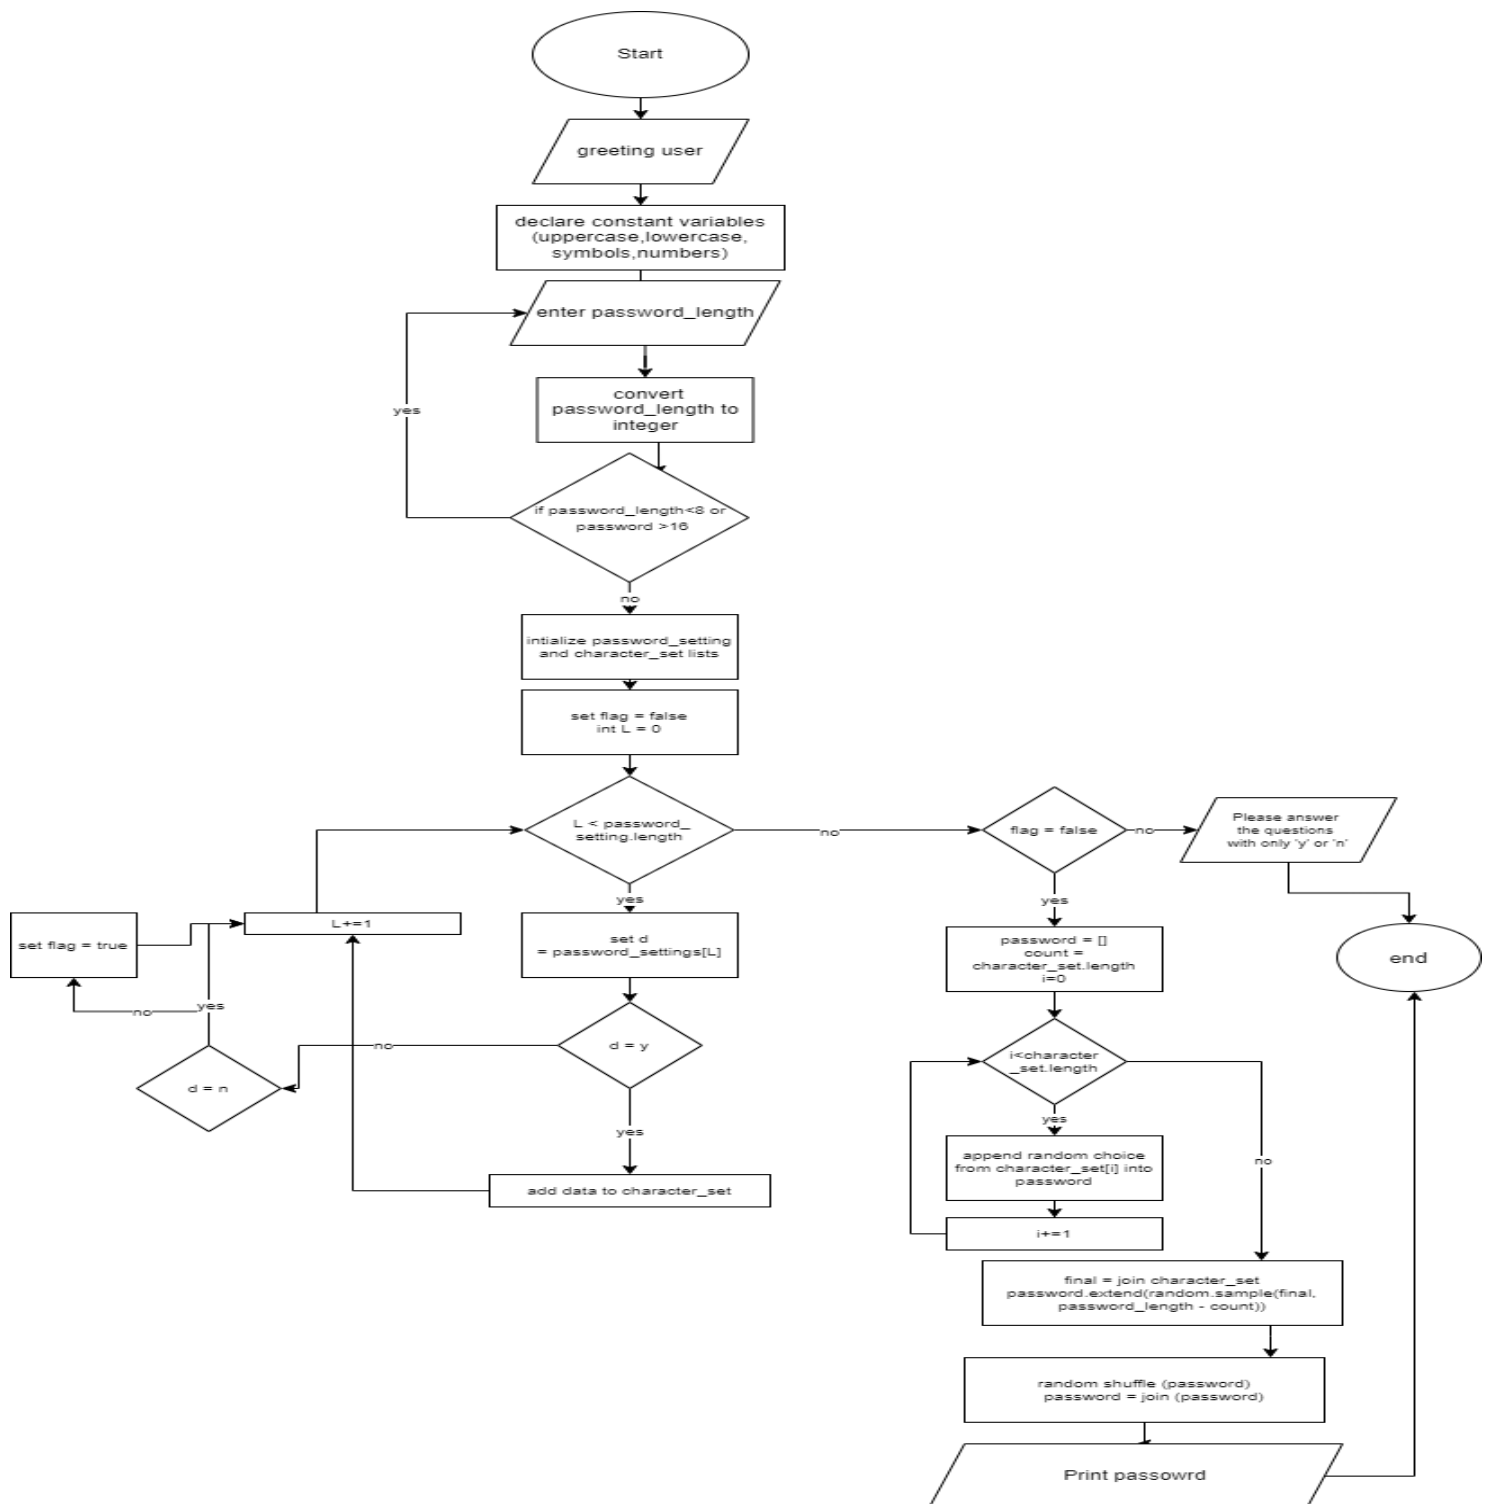 Start
greeting user
declare constant variables
(uppercase,lowercase,
symbols,numbers)
enter password_length
convert
password_length to
integer
yes
if password_length<8 or
password >16
no
intialize password_setting
and character_set lists
set flag = false
int L = 0
L < password_
setting.length
no
yes
set d
= password_settings[L]
d = y
no
yes
add data to character_set
d = n
no
yes
set flag = true
L+=1
flag = false
no
Please answer
the questions
with only 'y' or 'n'
end
yes
password = []
count =
character_set.length
i=0
i<character
_set.length
yes
no
append random choice
from character_set[i] into
password
i+=1
final = join character_set
password.extend(random.sample(final,
password_length - count))
random shuffle (password)
password = join (password)
Print passowrd